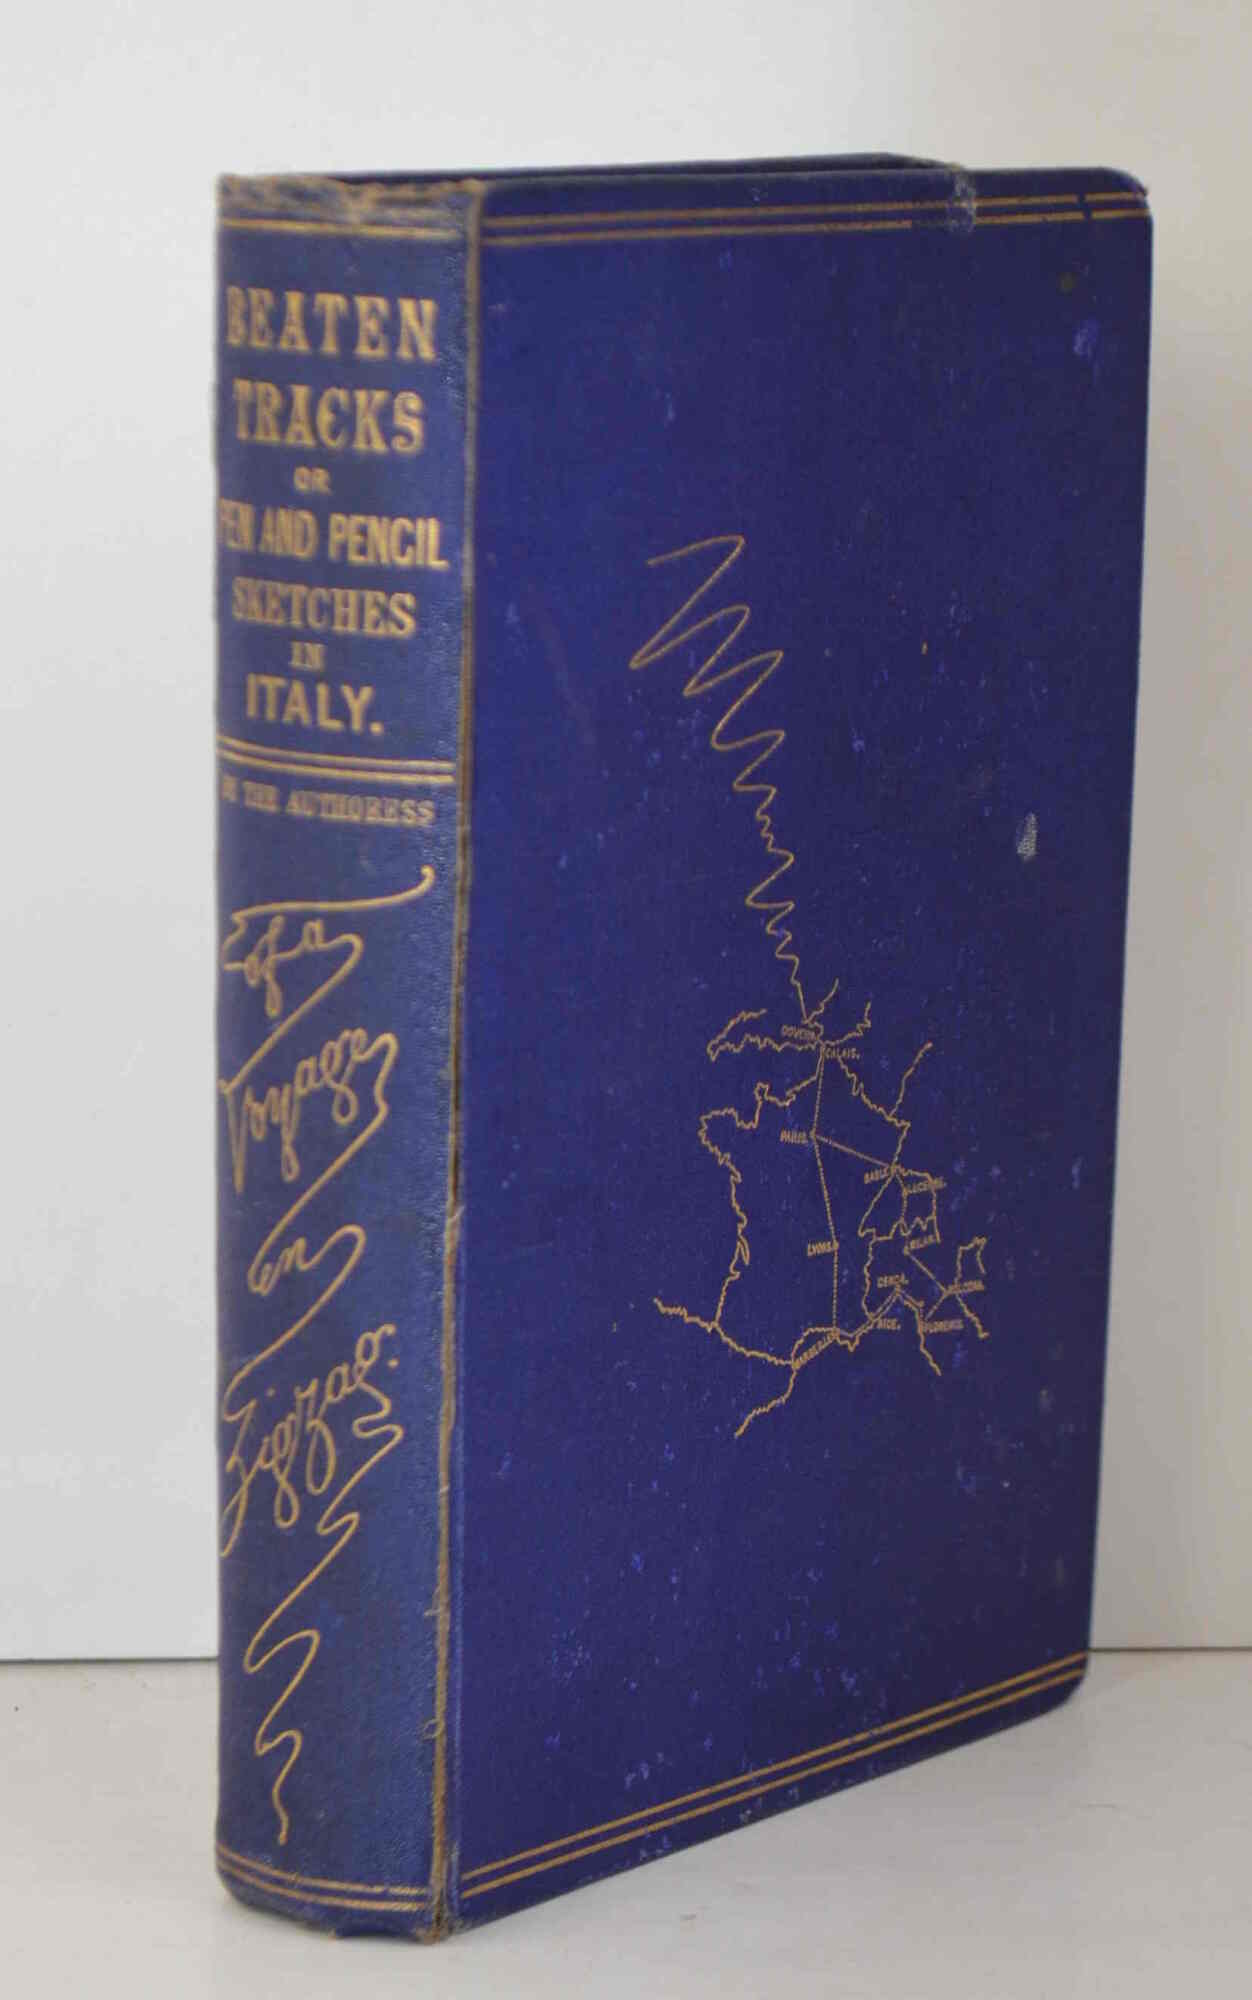 BEATEN
TRACKS
OR
PEN AND PENCIL
SKETCHES
IN
ITALY.
BY THE AUTHORESS
of a
Voyage
en
Zigzag.
DOVER.
CALAIS.
PARIS.
BASLE
LUCERNE.
LYONS.
MILAN.
GENOA.
BOLOGNA.
NICE.
FLORENCE.
MARSEILLES